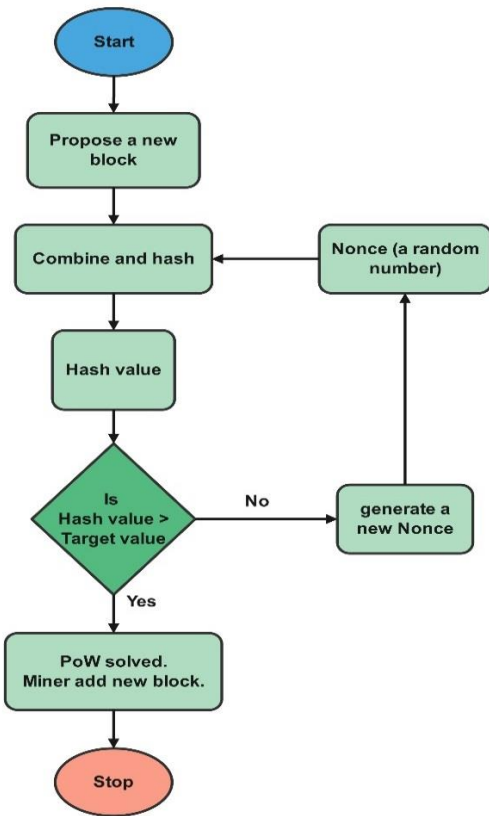 Start
Propose a new
block
Combine and hash
Nonce (a random
number)
Hash value
Is
Hash value >
Target value
No
generate a
new Nonce
Yes
PoW solved.
Miner add new block.
Stop